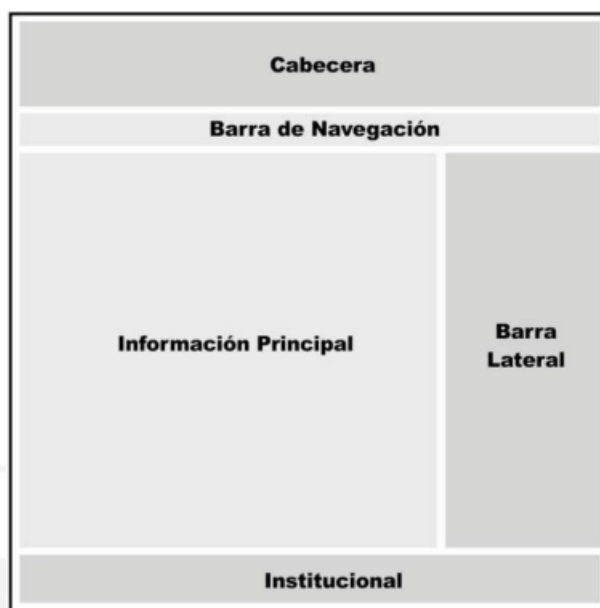 Cabecera
Barra de Navegación
Información Principal
Barra
Lateral
Institucional